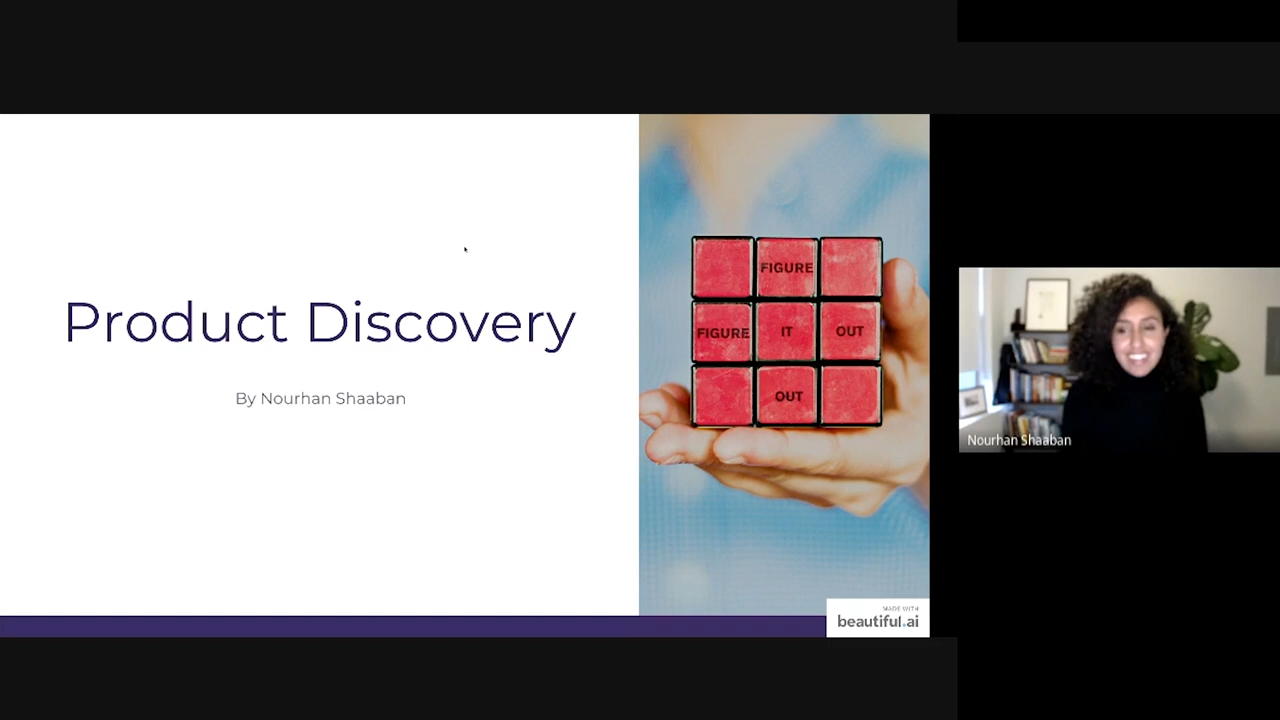 Product Discovery
By Nourhan Shaaban
FIGURE
FIGURE IT OUT
OUT
MADE WITH
beautiful.ai
Nourhan Shaaban